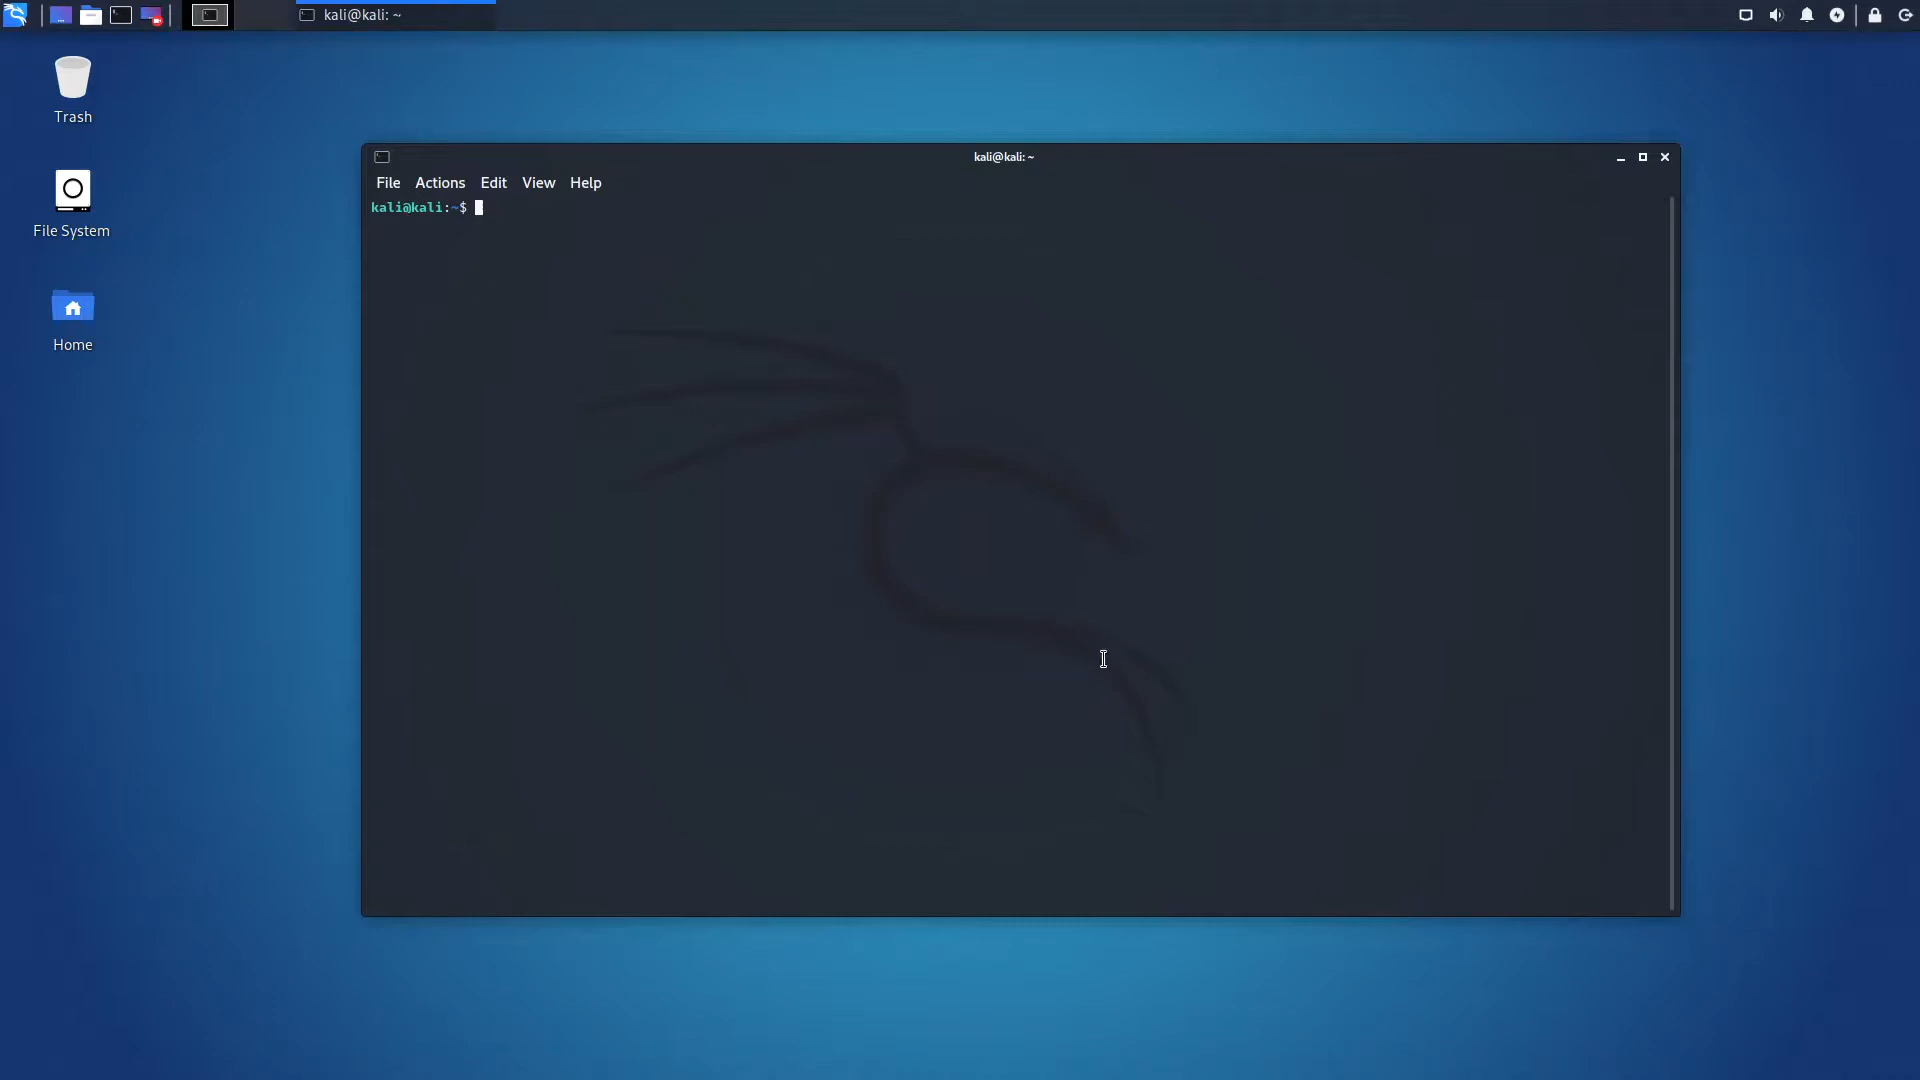 kali@kali: ~
Trash
File System
Home
kali@kali: ~
File Actions Edit View Help
kali@kali:~$